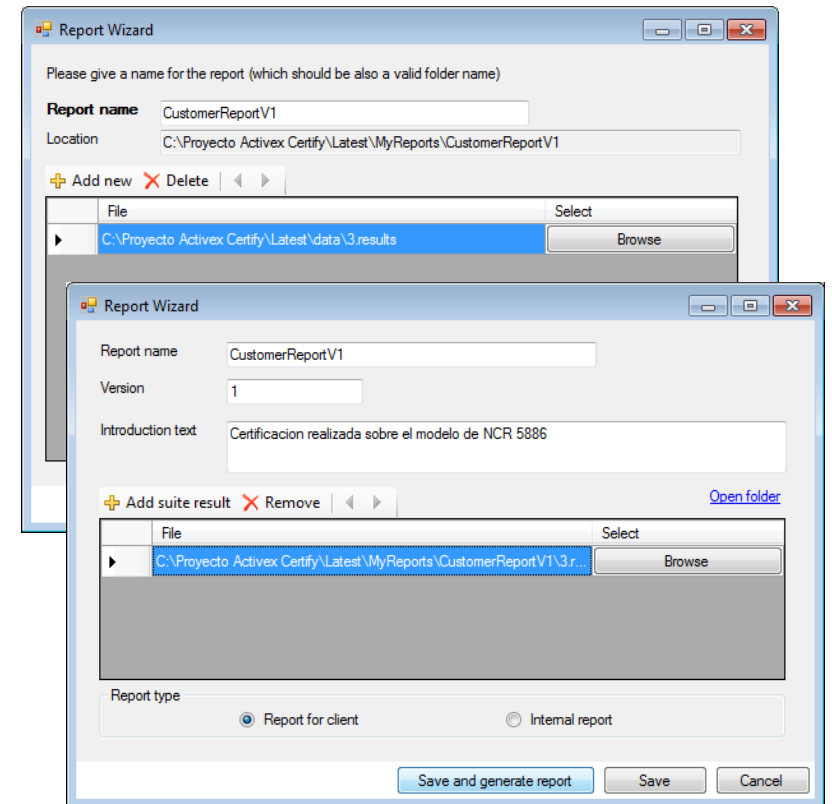 Report Wizard
Please give a name for the report (which should be also a valid folder name)
Report name CustomerReportV1
Location C:\Proyecto Activex Certify\Latest\MyReports\CustomerReportV1
Add new Delete
File Select
C:\Proyecto Activex Certify\Latest\data\3.results Browse
Report Wizard
Report name CustomerReportV1
Version 1
Introduction text Certificacion realizada sobre el modelo de NCR 5886
Add suite result Remove Open folder
File Select
C:\Proyecto Activex Certify\Latest\MyReports\CustomerReportV1\3.r... Browse
Report type
Report for client Internal report
Save and generate report Save Cancel